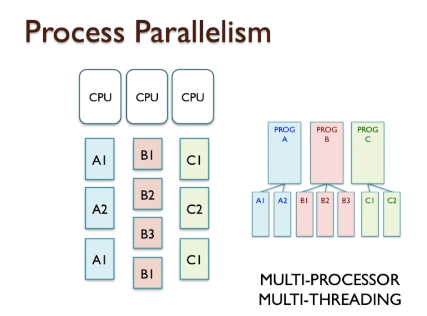 Process Parallelism
CPU
CPU
CPU
A1
A2
A1
B1
B2
B3
B1
C1
C2
C1
PROG
A
PROG
B
PROG
C
A1
A2
B1
B2
B3
C1
C2
MULTI-PROCESSOR
MULTI-THREADING